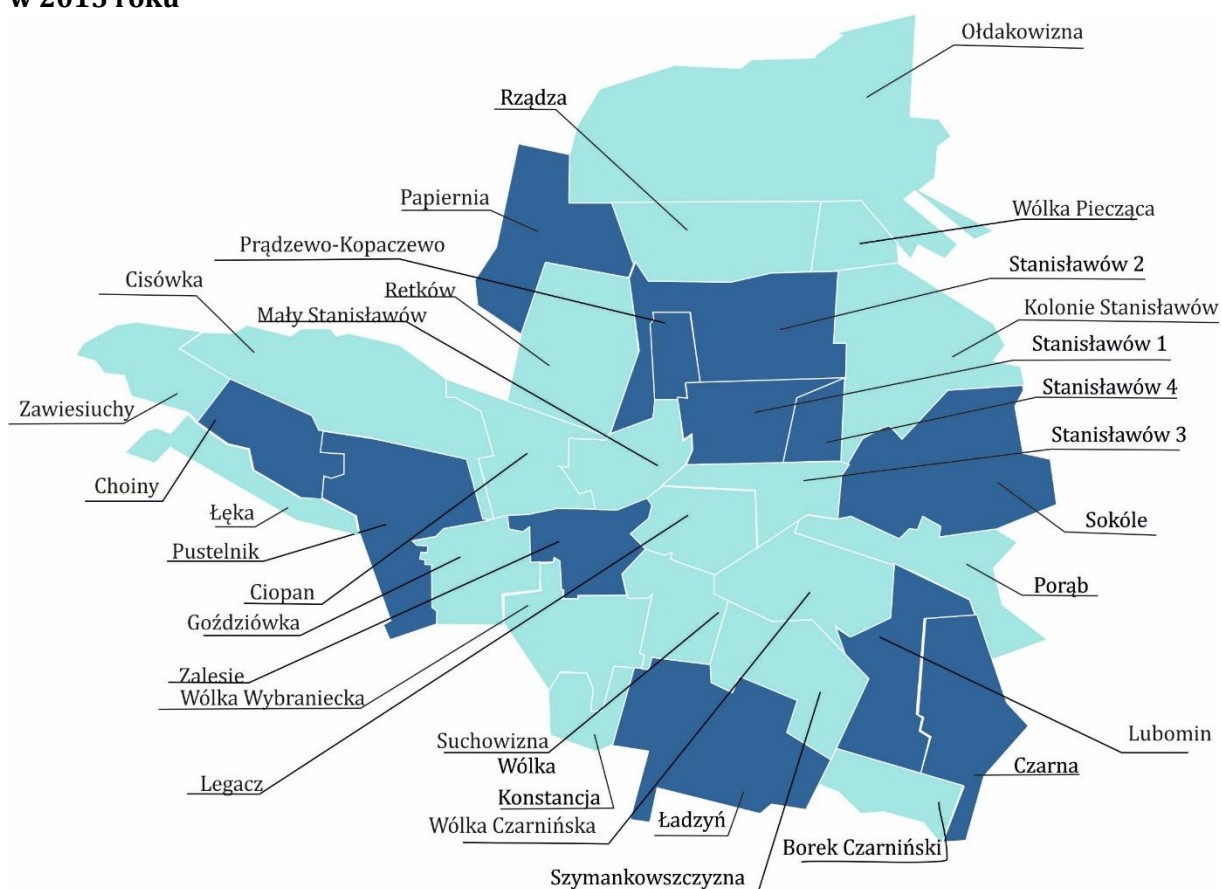 w 2015 roku
Ołdakowizna
Rządza
Papiernia
Wólka Piecząca
Prądzewo-Kopaczewo
Stanisławów 2
Cisówka
Retków
Kolonie Stanisławów
Mały Stanisławów
Stanisławów 1
Stanisławów 4
Zawiesiuchy
Stanisławów 3
Choiny
Łęka
Sokóle
Pustelnik
Ciopan
Porąb
Goździówka
Zalesie
Wólka Wybraniecka
Suchowizna
Lubomin
Wólka
Czarna
Legacz
Konstancja
Wólka Czarnińska
Ładzyń
Borek Czarniński
Szymankowszczyzna